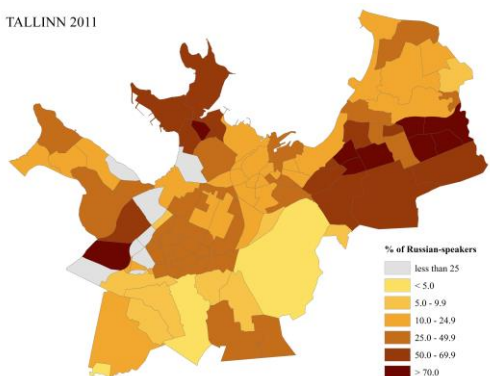 TALLINN 2011
% of Russian-speakers
less than 25
< 5.0
5.0 - 9.9
10.0 - 24.9
25.0 - 49.9
50.0 - 69.9
> 70.0